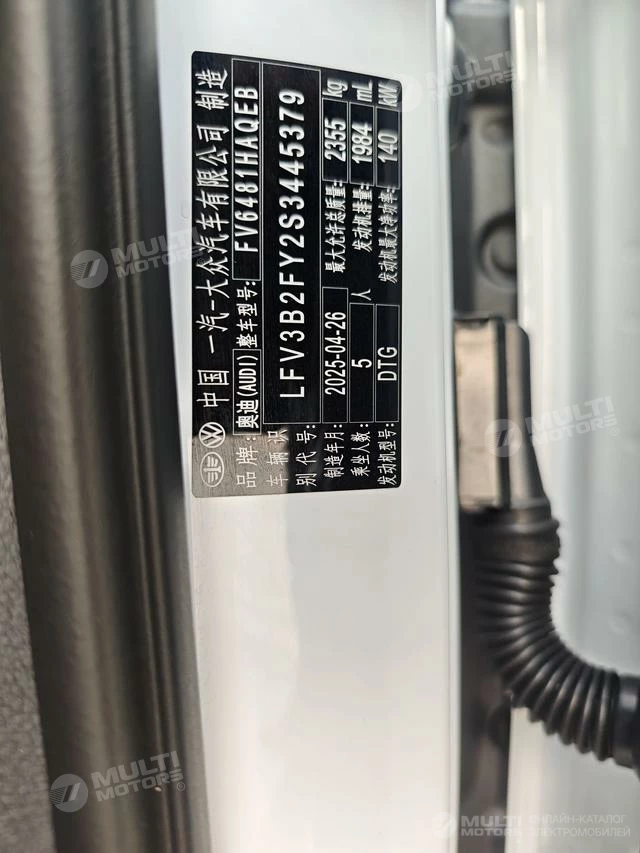 中国 一汽-大众汽车有限公司 制造
品牌: 奥迪(AUDI) 整车型号: FV6481HAQEB
车辆识别代号: LFV3B2FY2S3445379
制造年月: 2025-04-26 最大允许总质量: 2355 kg
乘坐人数: 5 人 发动机排量: 1984 mL
发动机型号: DTG 发动机最大净功率: 140 kW
MULTI MOTORS®
MULTI MOTORS
MULTI MOTORS
MULTI MOTORS®
MULTI MOTORS
ОНЛАЙН-КАТАЛОГ ЭЛЕКТРОМОБИЛЕЙ